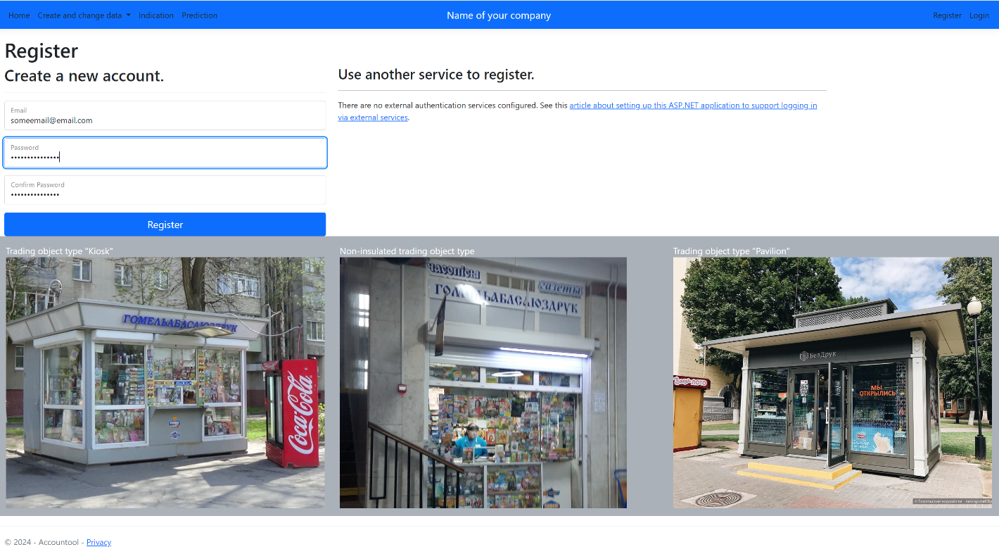 Home Create and change data Indication Prediction
Name of your company
Register Login
Register
Create a new account.
Email
someemail@email.com
Password
Confirm Password
Register
Use another service to register.
There are no external authentication services configured. See this article about setting up this ASP.NET application to support logging in
via external services.
Trading object type "Kiosk"
ГОМЕЛЬАБЛСАЮЗДРУК
Coca-Cola
Non-insulated trading object type
часопісы
газеты
ГОМЕЛЬАБЛСАЮЗДРУК
Trading object type "Pavilion"
БелДрук
МЫ
ОТКРЫЛИСЬ
© Гомельские ведомости newsgomel.by
© 2024 - Accountool - Privacy